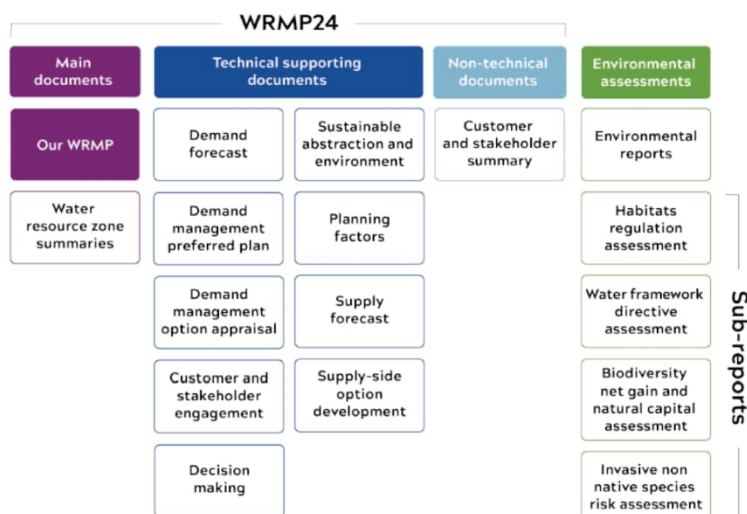 WRMP24
Main
documents
Technical supporting
documents
Non-technical
documents
Environmental
assessments
Our WRMP
Demand
forecast
Sustainable
abstraction and
environment
Customer
and stakeholder
summary
Environmental
reports
Water
resource zone
summaries
Demand
management
preferred plan
Planning
factors
Habitats
regulation
assessment
Demand
management
option appraisal
Supply
forecast
Water framework
directive
assessment
Customer and
stakeholder
engagement
Supply-side
option
development
Biodiversity
net gain and
natural capital
assessment
Decision
making
Invasive non
native species
risk assessment
Sub-reports